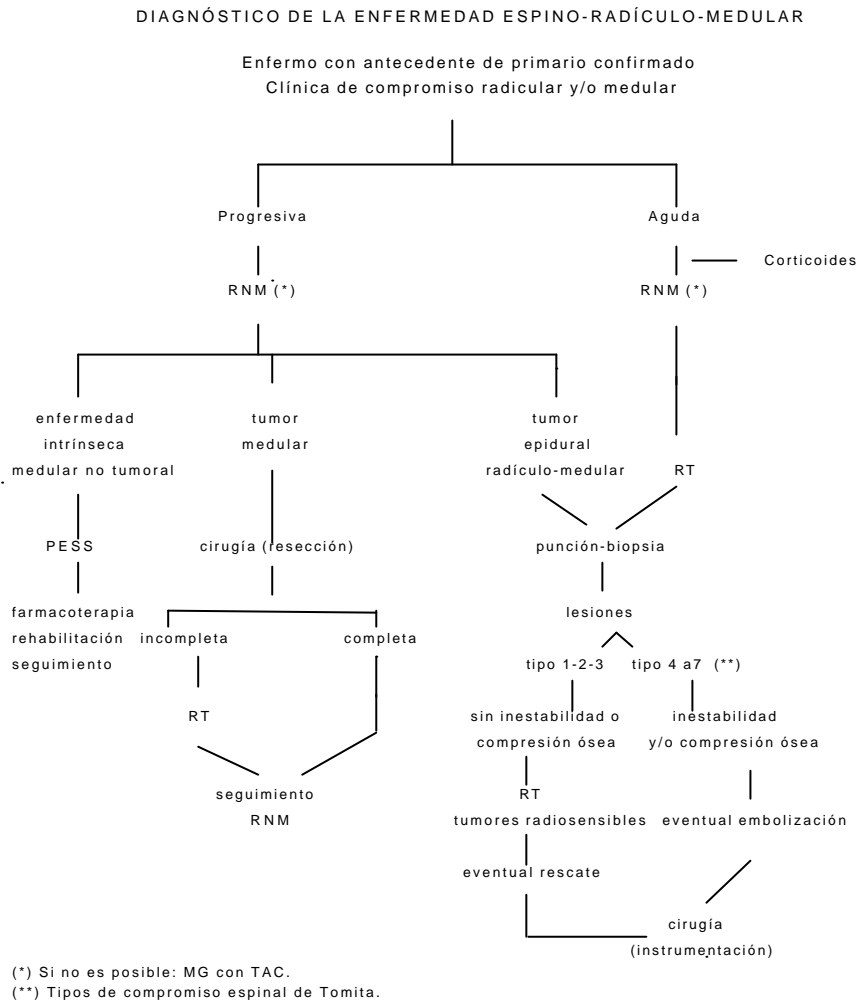 DIAGNÓSTICO DE LA ENFERMEDAD ESPINO-RADÍCULO-MEDULAR
Enfermo con antecedente de primario confirmado
Clínica de compromiso radicular y/o medular
Progresiva
Aguda
Corticoides
RNM (*)
RNM (*)
enfermedad
intrínseca
medular no tumoral
tumor
medular
tumor
epidural
radículo-medular
RT
PESS
cirugía (resección)
punción-biopsia
farmacoterapia
rehabilitación
seguimiento
incompleta
completa
lesiones
tipo 1-2-3
tipo 4 a7 (**)
RT
sin inestabilidad o
compresión ósea
inestabilidad
y/o compresión ósea
seguimiento
RNM
RT
tumores radiosensibles
eventual embolización
eventual rescate
cirugía
(instrumentación)
(*) Si no es posible: MG con TAC.
(**) Tipos de compromiso espinal de Tomita.